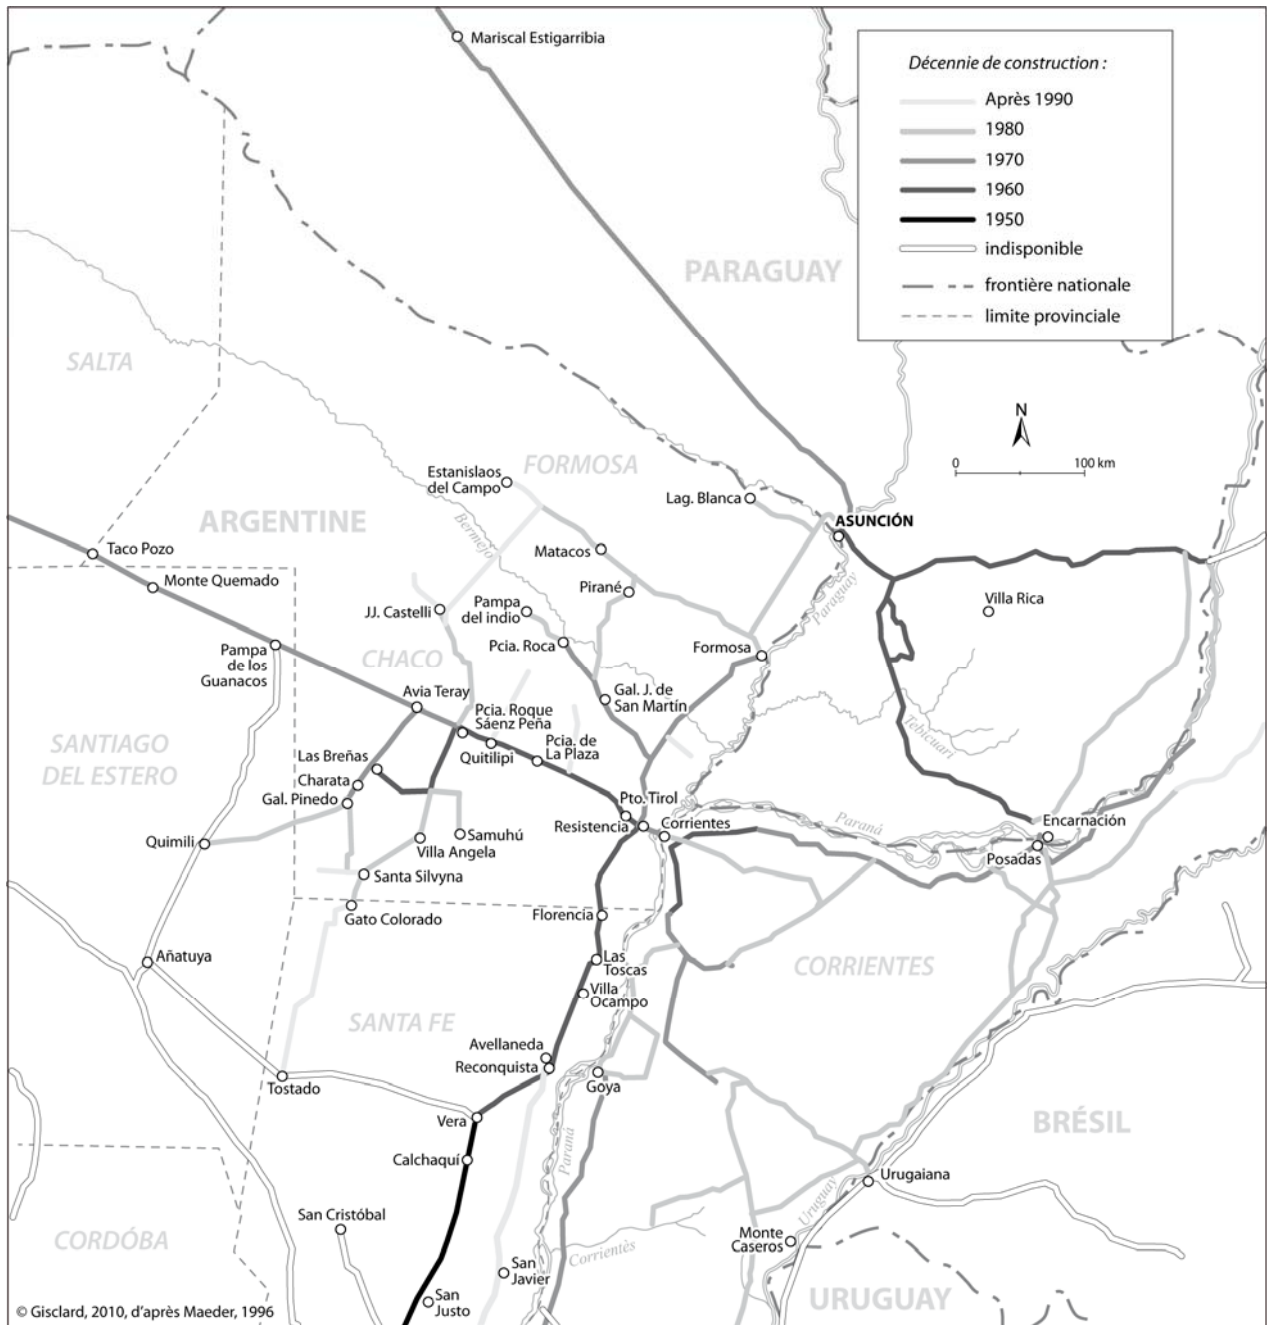 Mariscal Estigarribia
Décennie de construction :
Après 1990
1980
1970
1960
1950
indisponible
frontière nationale
limite provinciale
PARAGUAY
SALTA
N
0
100 km
FORMOSA
Estanislaos
del Campo
Lag. Blanca
ARGENTINE
Bermejo
ASUNCIÓN
Taco Pozo
Matacos
Monte Quemado
Pirané
Paraguay
Villa Rica
JJ. Castelli
Pampa
del indio
Pcia. Roca
Formosa
Pampa
de los
Guanacos
CHACO
Avia Teray
Gal. J. de
San Martín
Pcia. Roque
Sáenz Peña
Tebicuari
SANTIAGO
DEL ESTERO
Las Breñas
Quitilipi
Pcia. de
La Plaza
Charata
Gal. Pinedo
Pto. Tirol
Resistencia
Corrientes
Paraná
Encarnación
Quimili
Samuhú
Villa Angela
Posadas
Santa Silvyna
Gato Colorado
Florencia
Añatuya
Las
Toscas
CORRIENTES
Villa
Ocampo
SANTA FE
Avellaneda
Reconquista
Tostado
Goya
Vera
BRÉSIL
Calchaquí
Paraná
Urugaiana
San Cristóbal
Uruguay
CORDÓBA
Monte
Caseros
Corrientès
San
Javier
San
Justo
URUGUAY
© Gisclard, 2010, d'après Maeder, 1996